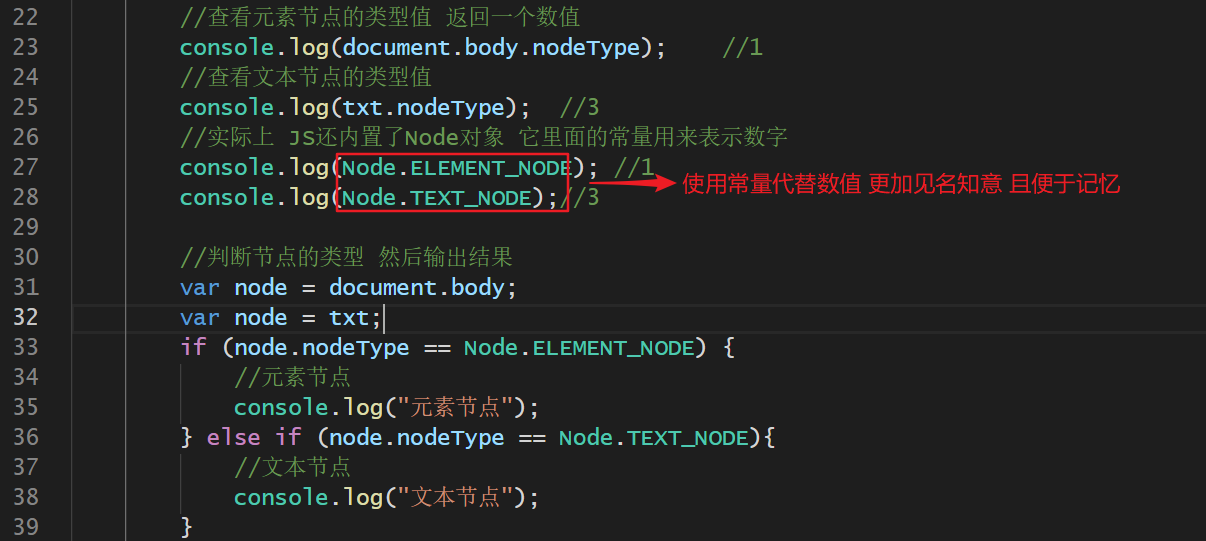 22 //查看元素节点的类型值 返回一个数值
23 console.log(document.body.nodeType); //1
24 //查看文本节点的类型值
25 console.log(txt.nodeType); //3
26 //实际上 JS还内置了Node对象 它里面的常量用来表示数字
27 console.log(Node.ELEMENT_NODE); //1 使用常量代替数值 更加见名知意 且便于记忆
28 console.log(Node.TEXT_NODE);//3
29
30 //判断节点的类型 然后输出结果
31 var node = document.body;
32 var node = txt;
33 if (node.nodeType == Node.ELEMENT_NODE) {
34 //元素节点
35 console.log("元素节点");
36 } else if (node.nodeType == Node.TEXT_NODE){
37 //文本节点
38 console.log("文本节点");
39 }